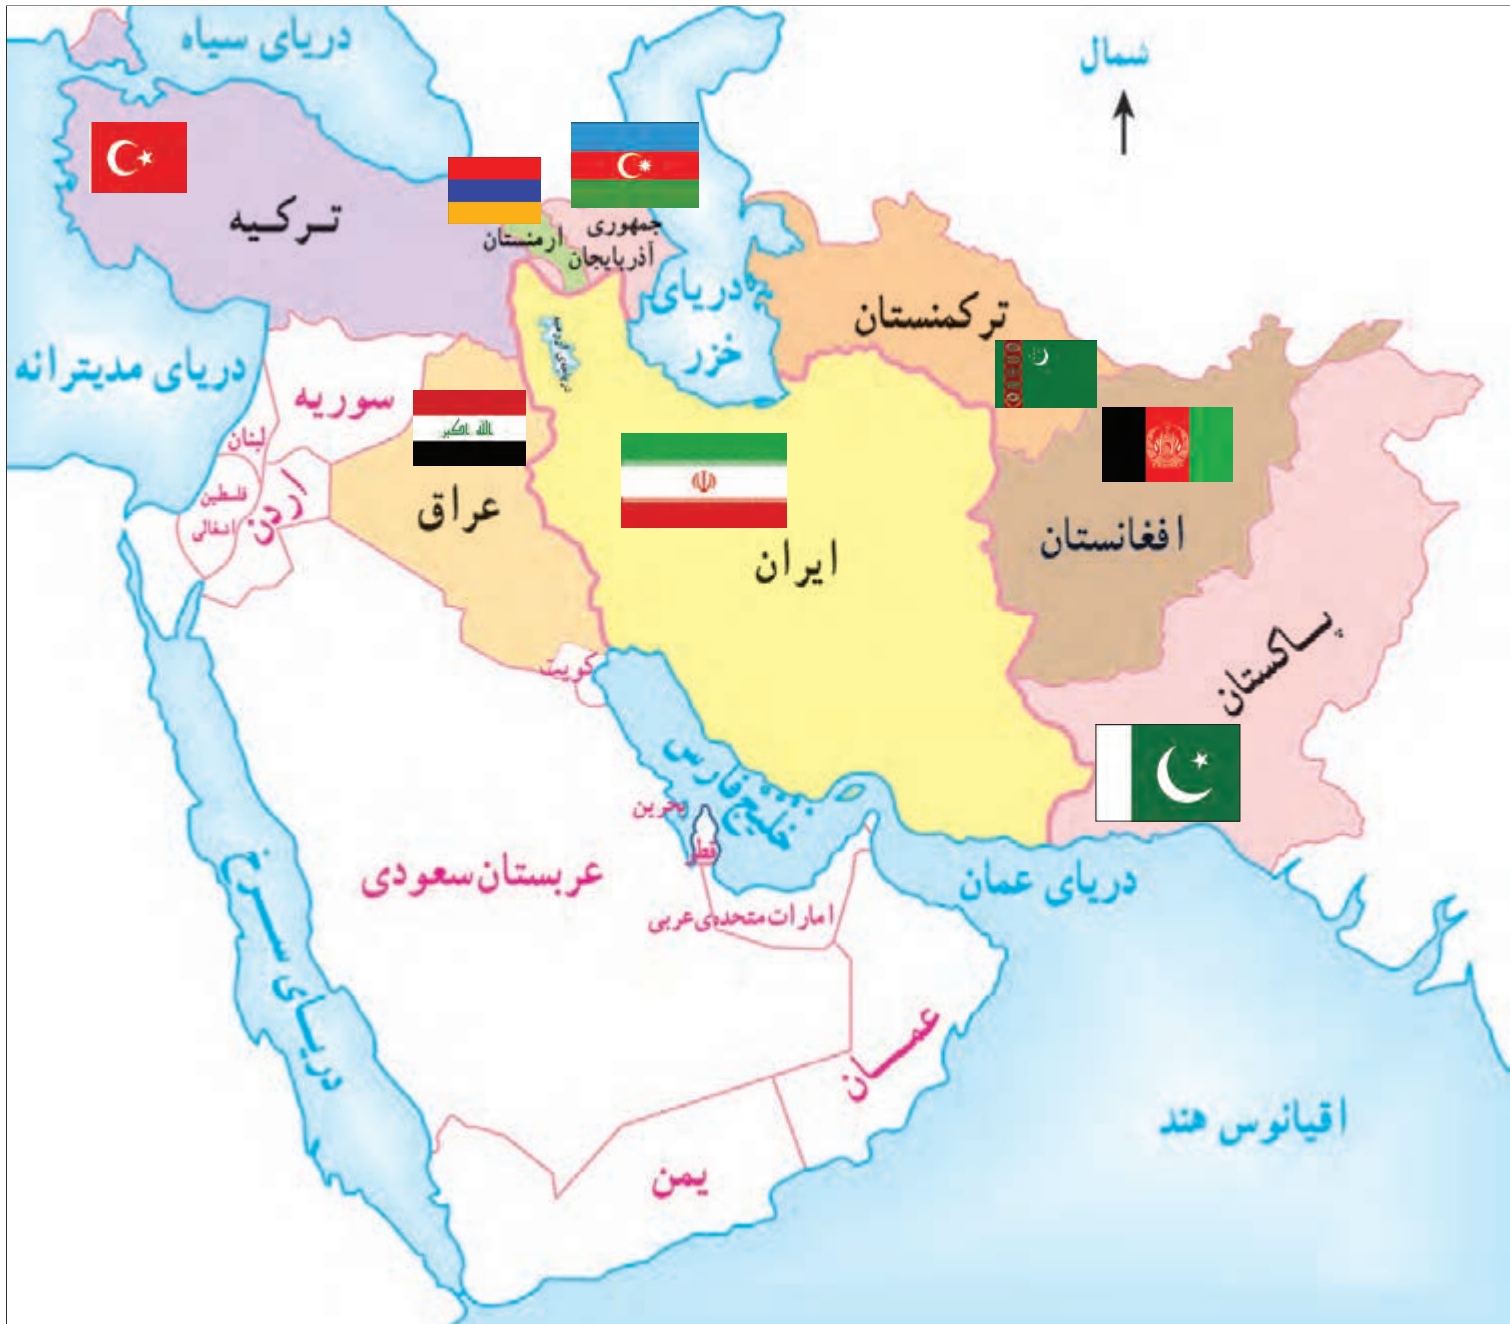 دریای سیاه
شمال
ترکیه
ارمنستان
جمهوری
آذربایجان
دریای
خزر
ترکمنستان
دریای مدیترانه
سوریه
لبنان
فلسطین
اشغالی
اردن
الله اکبر
عراق
ایران
افغانستان
پاکستان
کویت
خلیج فارس
بحرین
قطر
عربستان سعودی
امارات متحده‌ی عربی
دریای عمان
دریای سرخ
عمان
اقیانوس هند
یمن